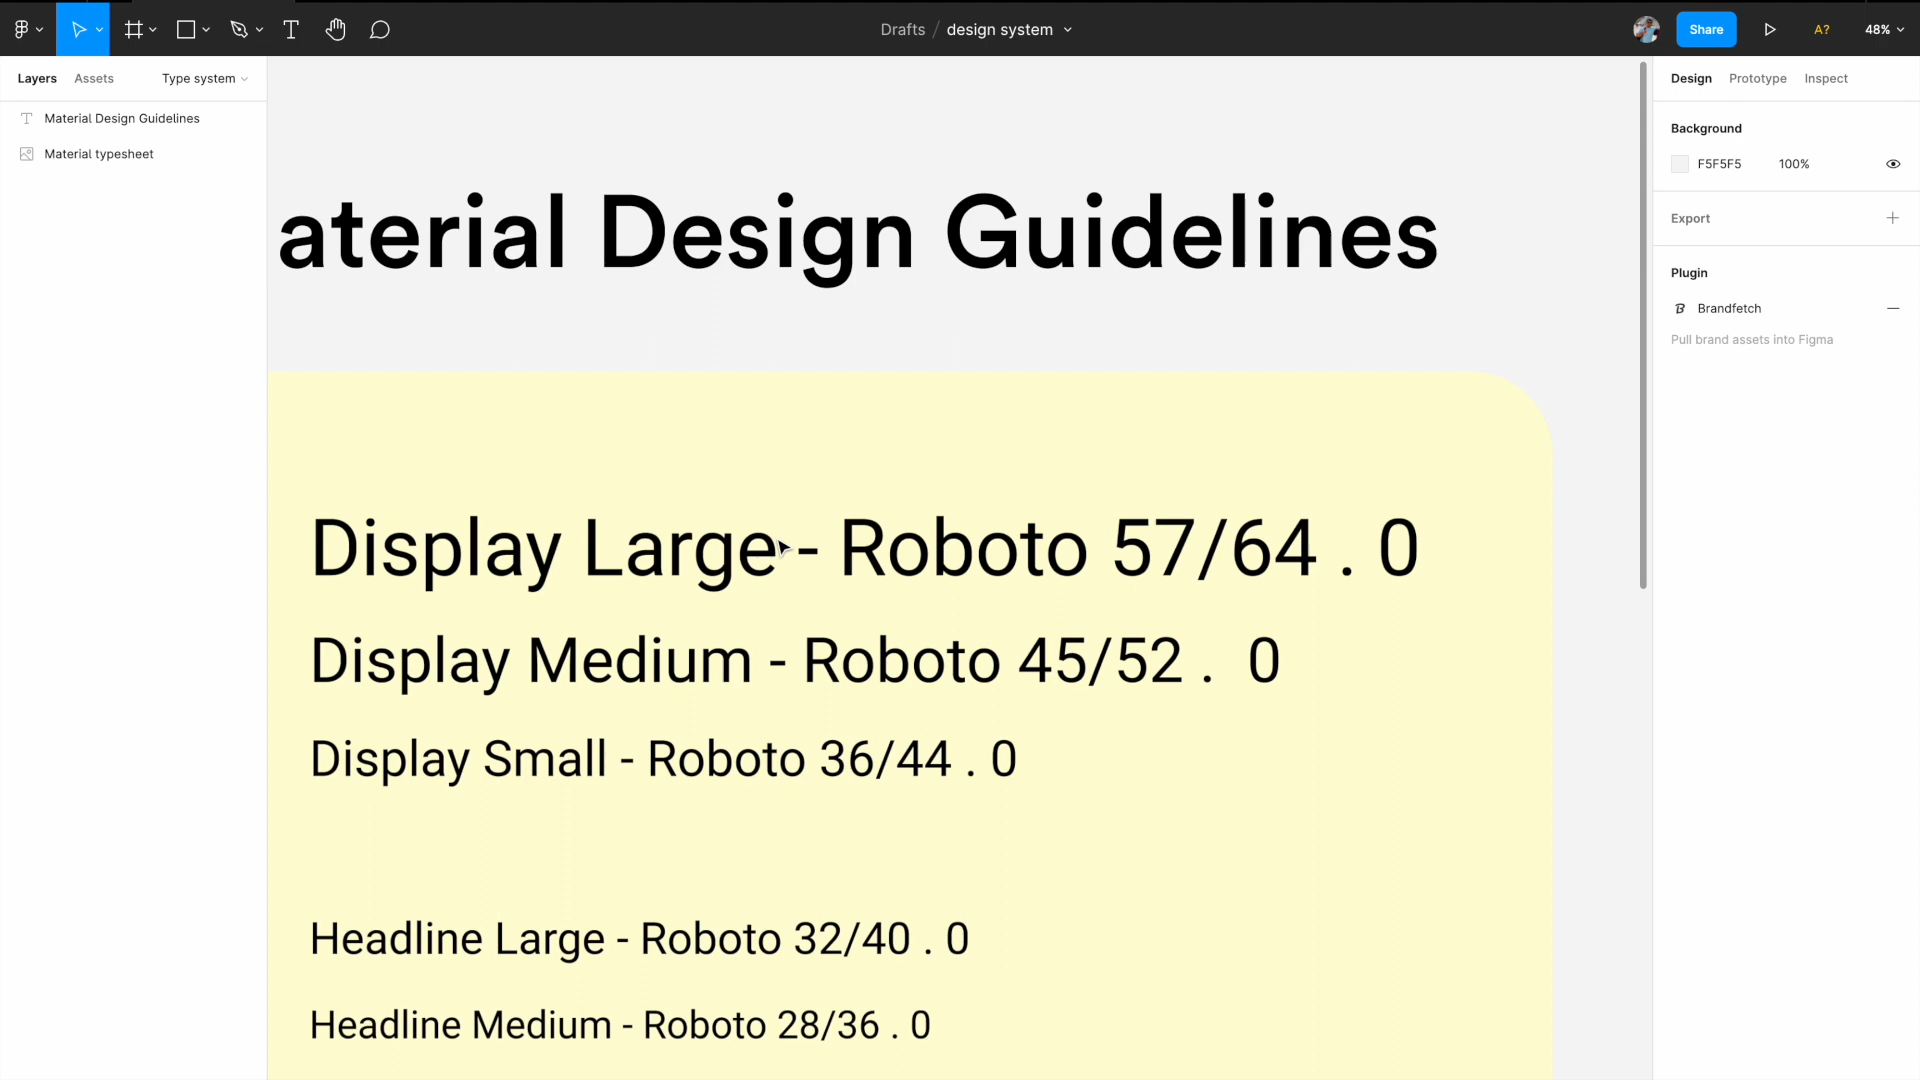 Drafts / design system
Share
A?
48%
Layers
Assets
Type system
Material Design Guidelines
Material typesheet
aterial Design Guidelines
Display Large - Roboto 57/64 . 0
Display Medium - Roboto 45/52 .  0
Display Small - Roboto 36/44 . 0
Headline Large - Roboto 32/40 . 0
Headline Medium - Roboto 28/36 . 0
Design
Prototype
Inspect
Background
F5F5F5
100%
Export
Plugin
Brandfetch
Pull brand assets into Figma